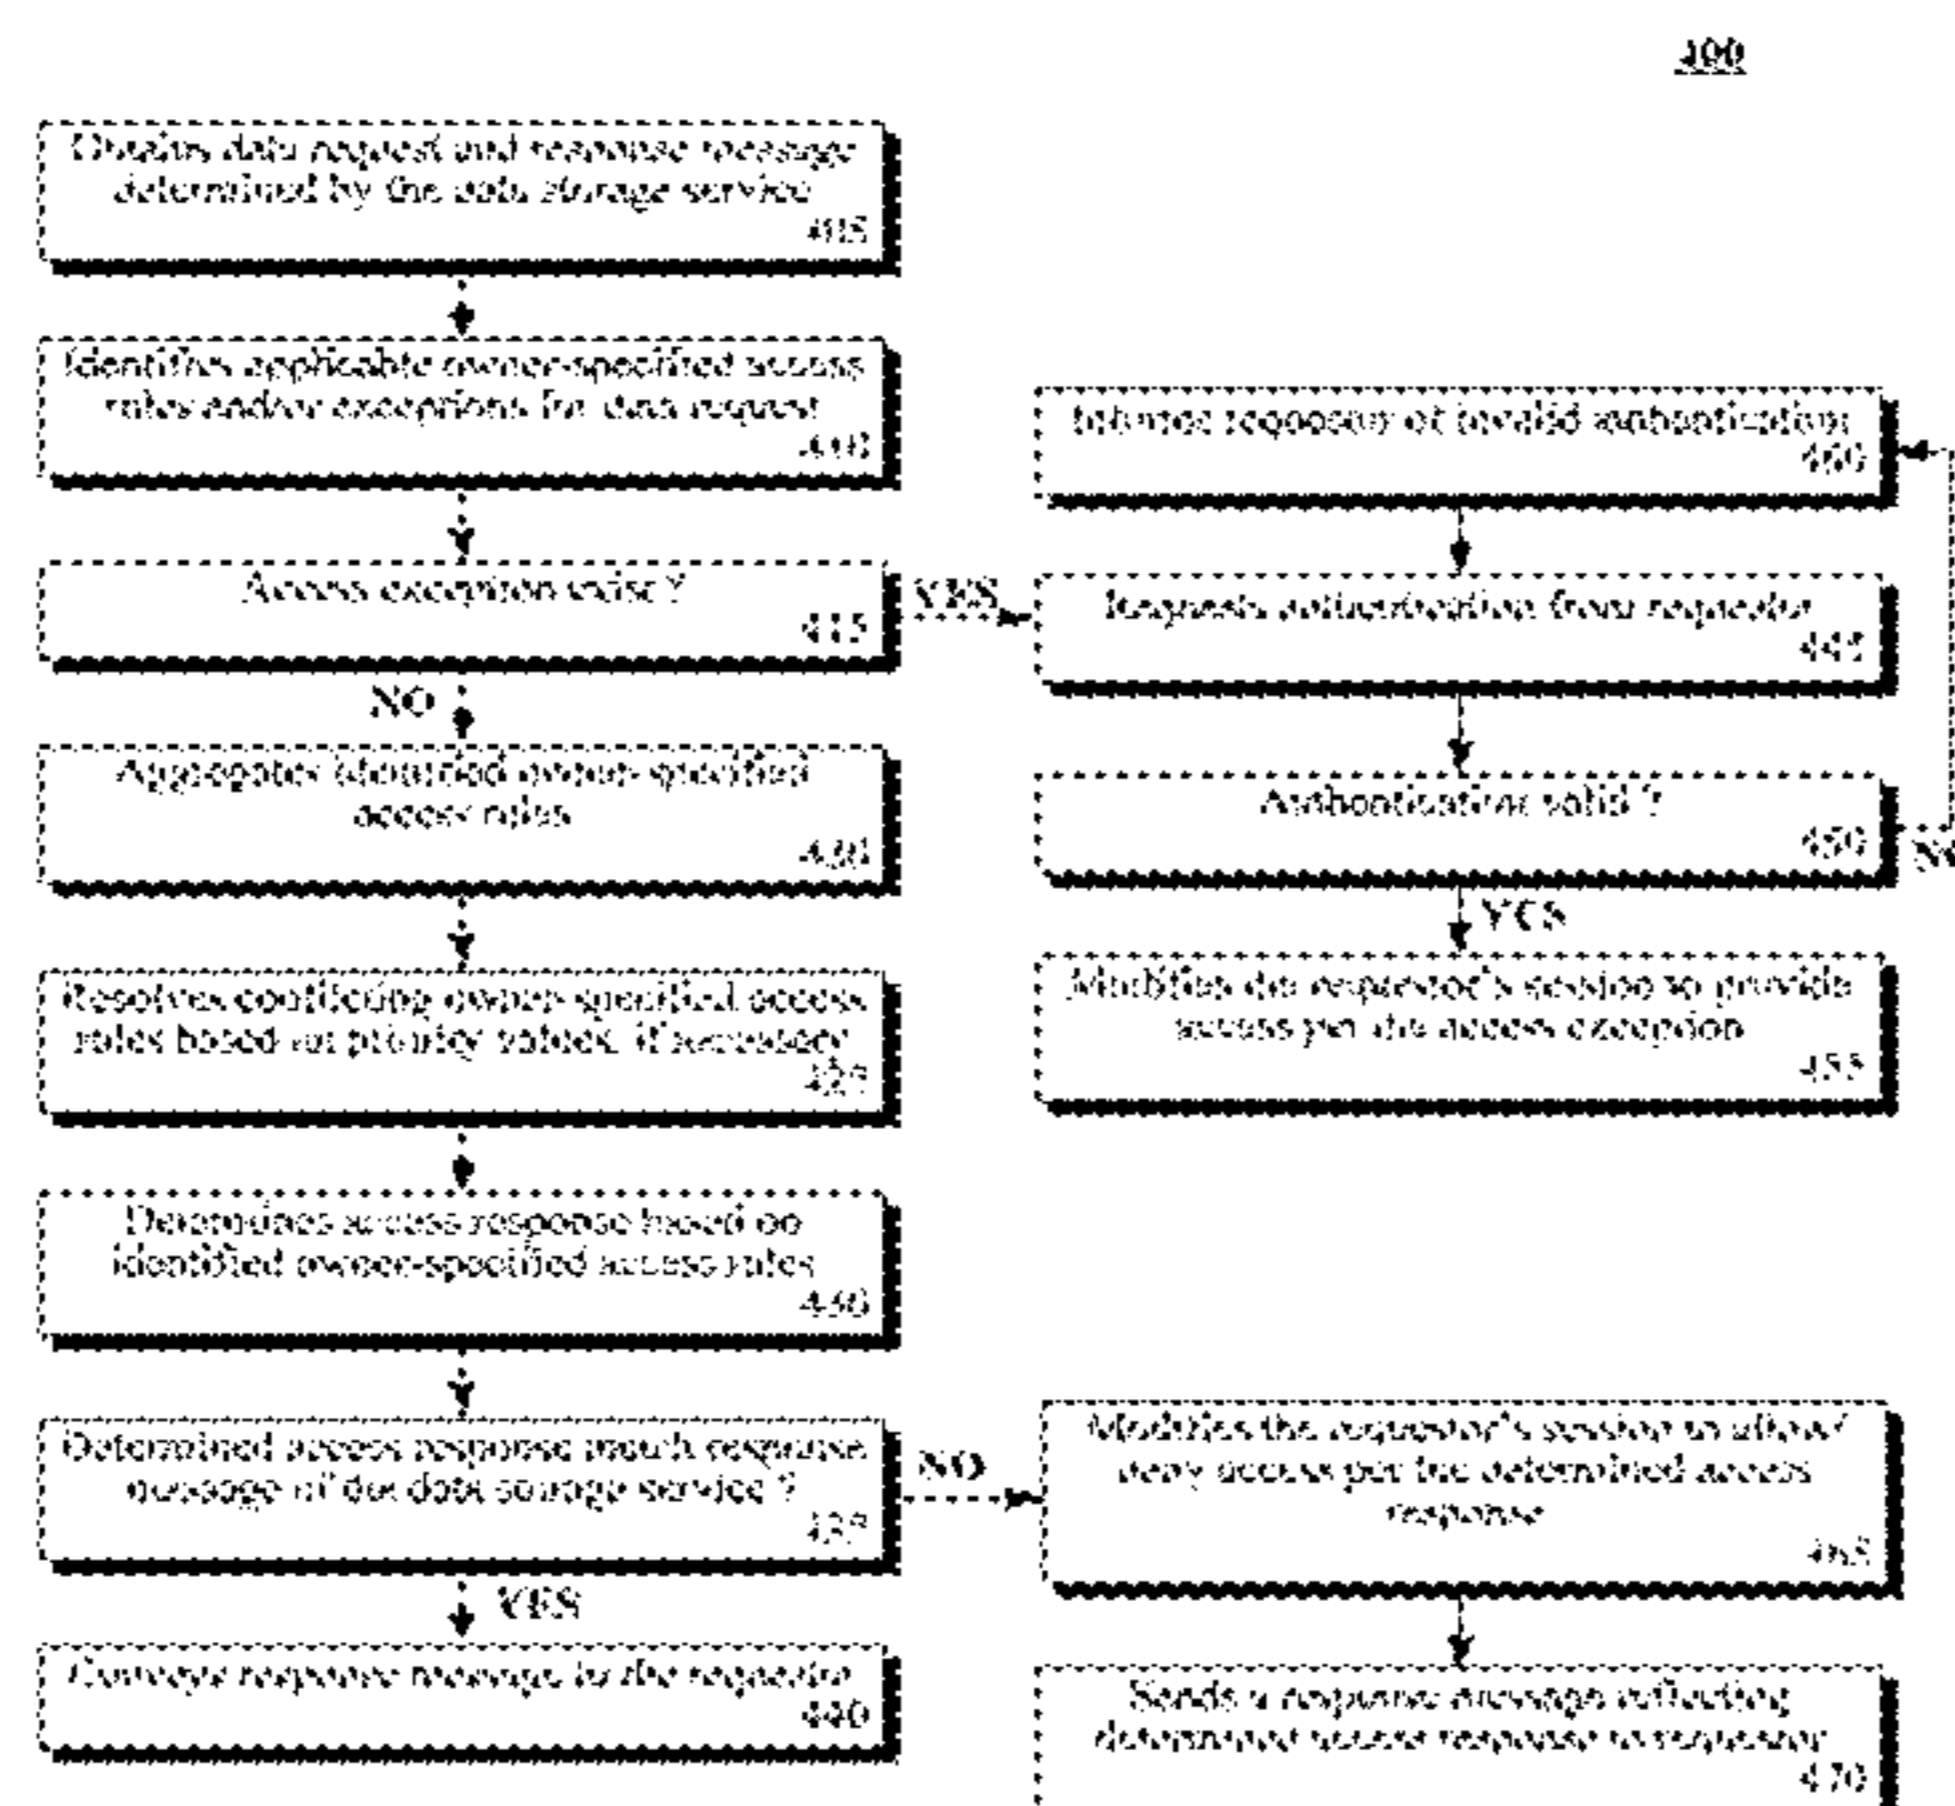 400
Obtains data request and response message
determined by the data storage service
405
Identifies applicable owner-specified access
rules and/or exceptions for data request
410
Access exception exist ?
415
YES
NO
Aggregates identified owner-specified
access rules
420
Resolves conflicting owner-specified access
rules based on priority values, if necessary
425
Determines access response based on
identified owner-specified access rules
430
Determined access response match response
message of the data storage service ?
435
NO
YES
Conveys response message to the requestor
440
Informs requestor of invalid authentication
460
Requests authentication from requestor
445
Authentication valid ?
450
YES
Modifies the requestor's session to provide
access per the access exception
455
Modifies the requestor's session to allow/
deny access per the determined access
response
465
Sends a response message reflecting
determined access response to requestor
470